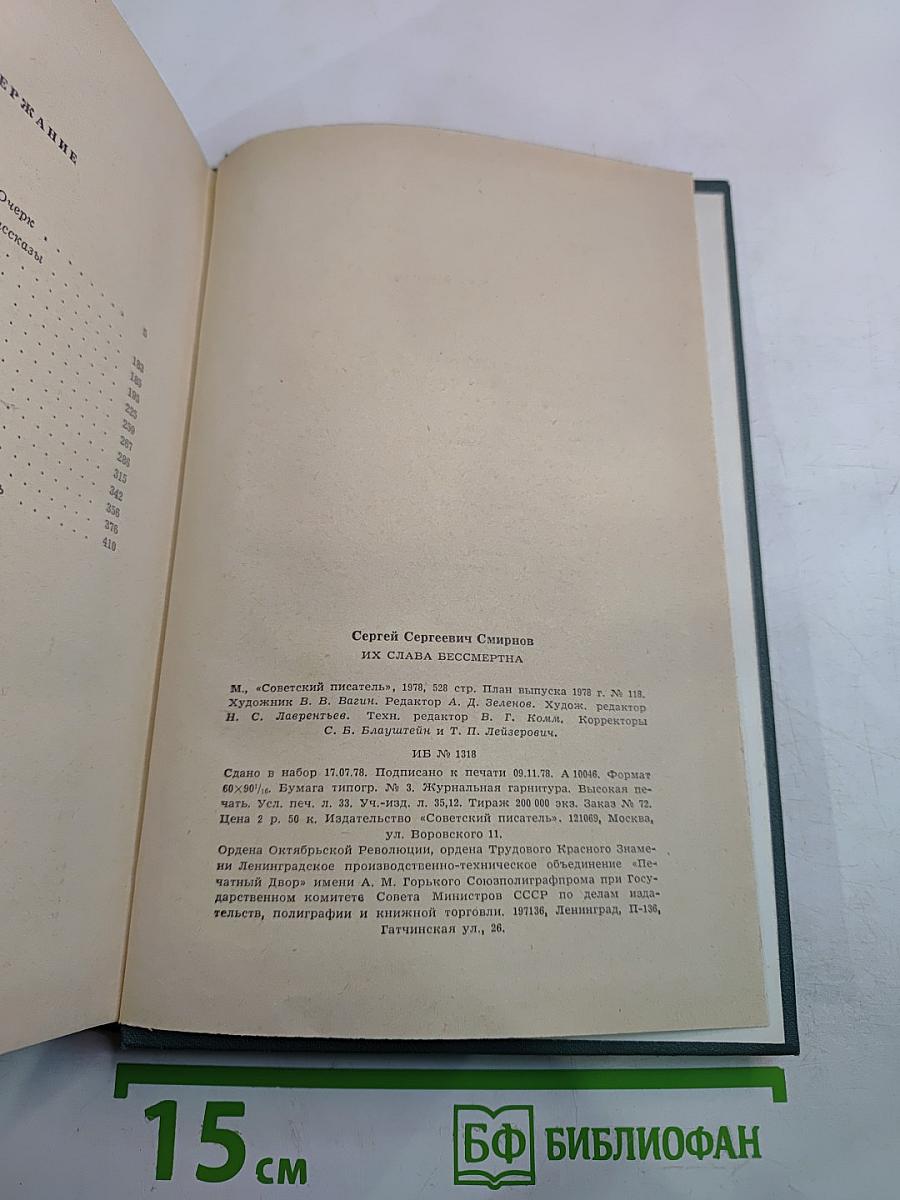 ЕРЖАНИЕ
Очерк . . . .
ссказы
5
183
185
193
225
239
267
286
315
342
356
376
410
Сергей Сергеевич Смирнов
ИХ СЛАВА БЕССМЕРТНА
М., «Советский писатель», 1978, 528 стр. План выпуска 1978 г. № 118.
Художник В. В. Вагин. Редактор А. Д. Зеленов. Худож. редактор
Н. С. Лаврентьев. Техн. редактор В. Г. Комм. Корректоры
С. Б. Блауштейн и Т. П. Лейзерович.
ИБ № 1318
Сдано в набор 17.07.78. Подписано к печати 09.11.78. А 10046. Формат
60×90¹/₁₆. Бумага типогр. № 3. Журнальная гарнитура. Высокая пе-
чать. Усл. печ. л. 33. Уч.-изд. л. 35,12. Тираж 200 000 экз. Заказ № 72.
Цена 2 р. 50 к. Издательство «Советский писатель». 121069, Москва,
ул. Воровского 11.
Ордена Октябрьской Революции, ордена Трудового Красного Знаме-
ни Ленинградское производственно-техническое объединение «Пе-
чатный Двор» имени А. М. Горького Союзполиграфпрома при Госу-
дарственном комитете Совета Министров СССР по делам изда-
тельств, полиграфии и книжной торговли. 197136, Ленинград, П-136,
Гатчинская ул., 26.
15 см
БФ БИБЛИОФАН